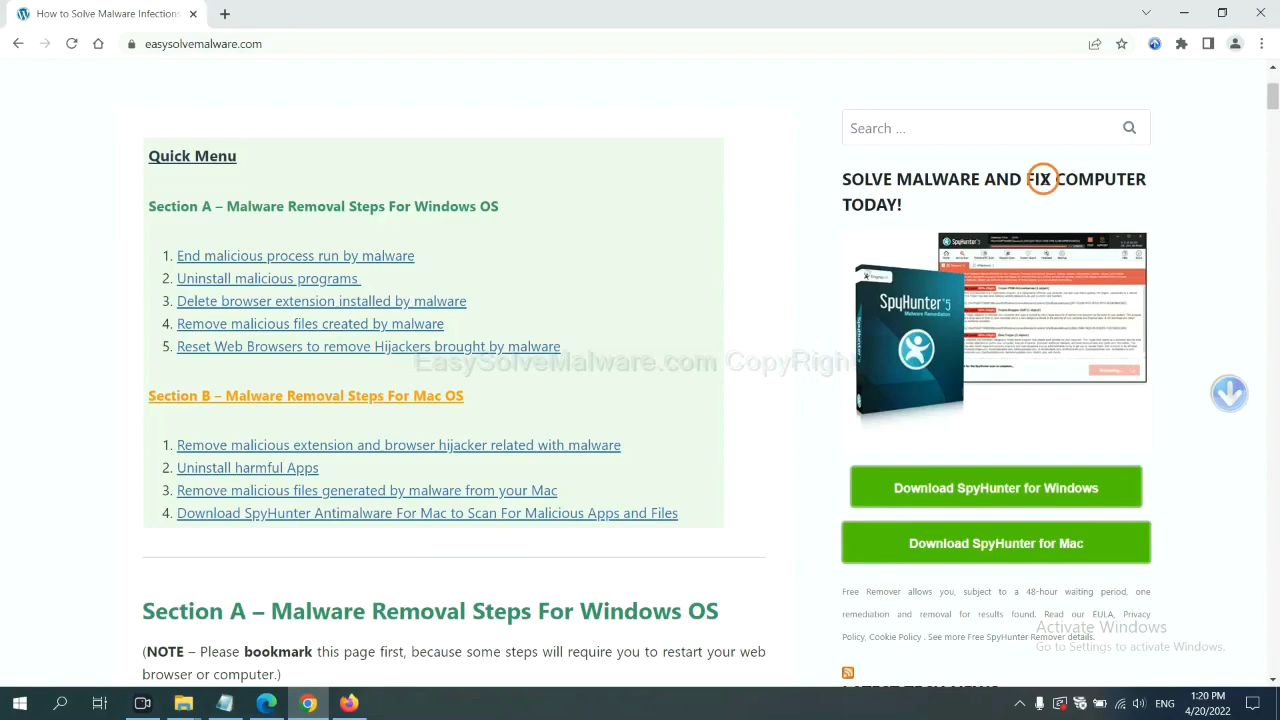 How to Solve Malware Infections
easysolvemalware.com
Quick Menu
Section A – Malware Removal Steps For Windows OS
1. End malicious process run by malware
2. Uninstall malicious programs
3. Delete browser extensions installed by malware
4. Remove malicious files created by malware
5. Reset Web Browser to Remove Hijackers brought by malware
Section B – Malware Removal Steps For Mac OS
1. Remove malicious extension and browser hijacker related with malware
2. Uninstall harmful Apps
3. Remove malicious files generated by malware from your Mac
4. Download SpyHunter Antimalware For Mac to Scan For Malicious Apps and Files
Section A – Malware Removal Steps For Windows OS
(NOTE – Please bookmark this page first, because some steps will require you to restart your web
browser or computer.)
Search ...
SOLVE MALWARE AND FIX COMPUTER
TODAY!
SpyHunter 5
Malware Remediation
Download SpyHunter for Windows
Download SpyHunter for Mac
Free Remover allows you, subject to a 48-hour waiting period, one
remediation and removal for results found. Read our EULA, Privacy
Policy, Cookie Policy . See more Free SpyHunter Remover details.
LATEST TECH NEWS
Activate Windows
Go to Settings to activate Windows.
ENG
1:20 PM
4/20/2022